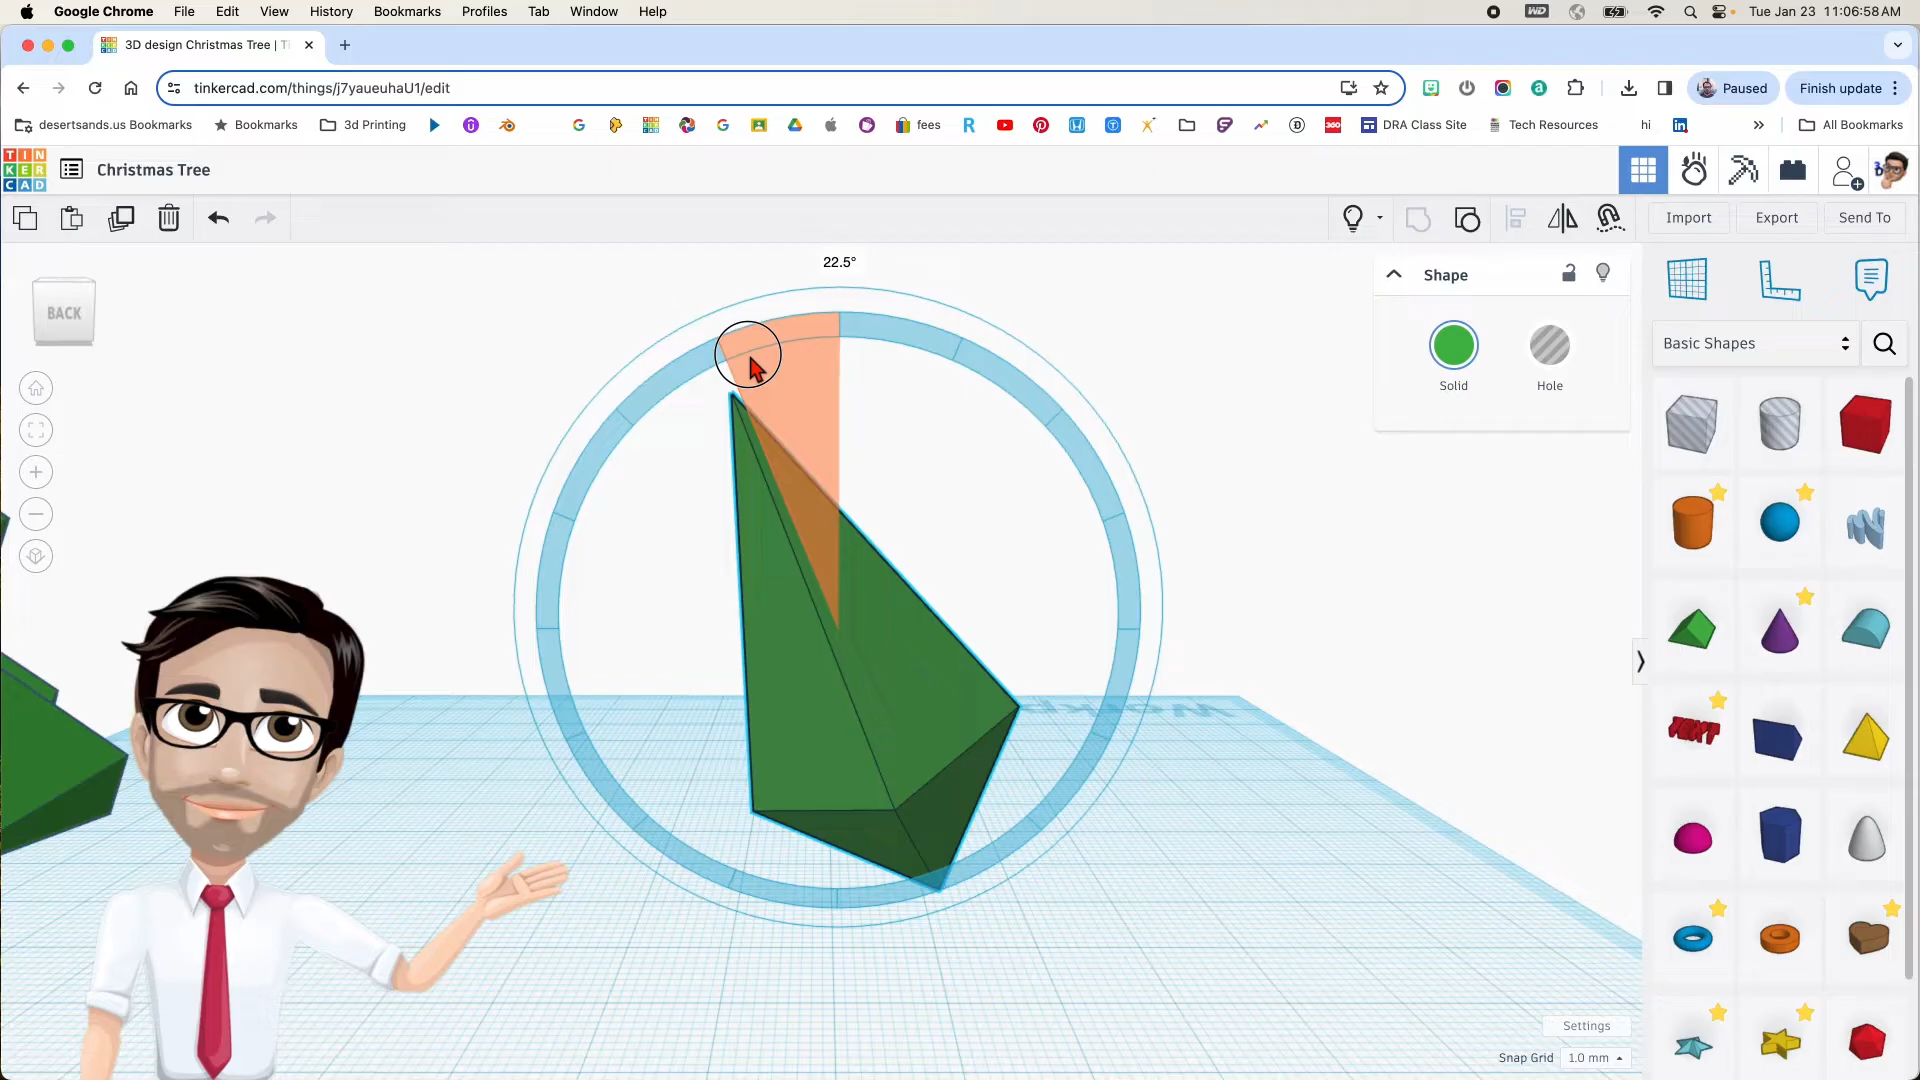 Google Chrome File Edit View History Bookmarks Profiles Tab Window Help
WD Tue Jan 23 11:06:58 AM
3D design Christmas Tree |
tinkercad.com/things/j7yaueuhaU1/edit
Paused
Finish update
desertsands.us Bookmarks
Bookmarks
3d Printing
fees
DRA Class Site
Tech Resources
hi
All Bookmarks
TIN
KER
CAD
Christmas Tree
Import
Export
Send To
22.5°
BACK
Shape
Solid
Hole
Basic Shapes
TEXT
Settings
Snap Grid 1.0 mm